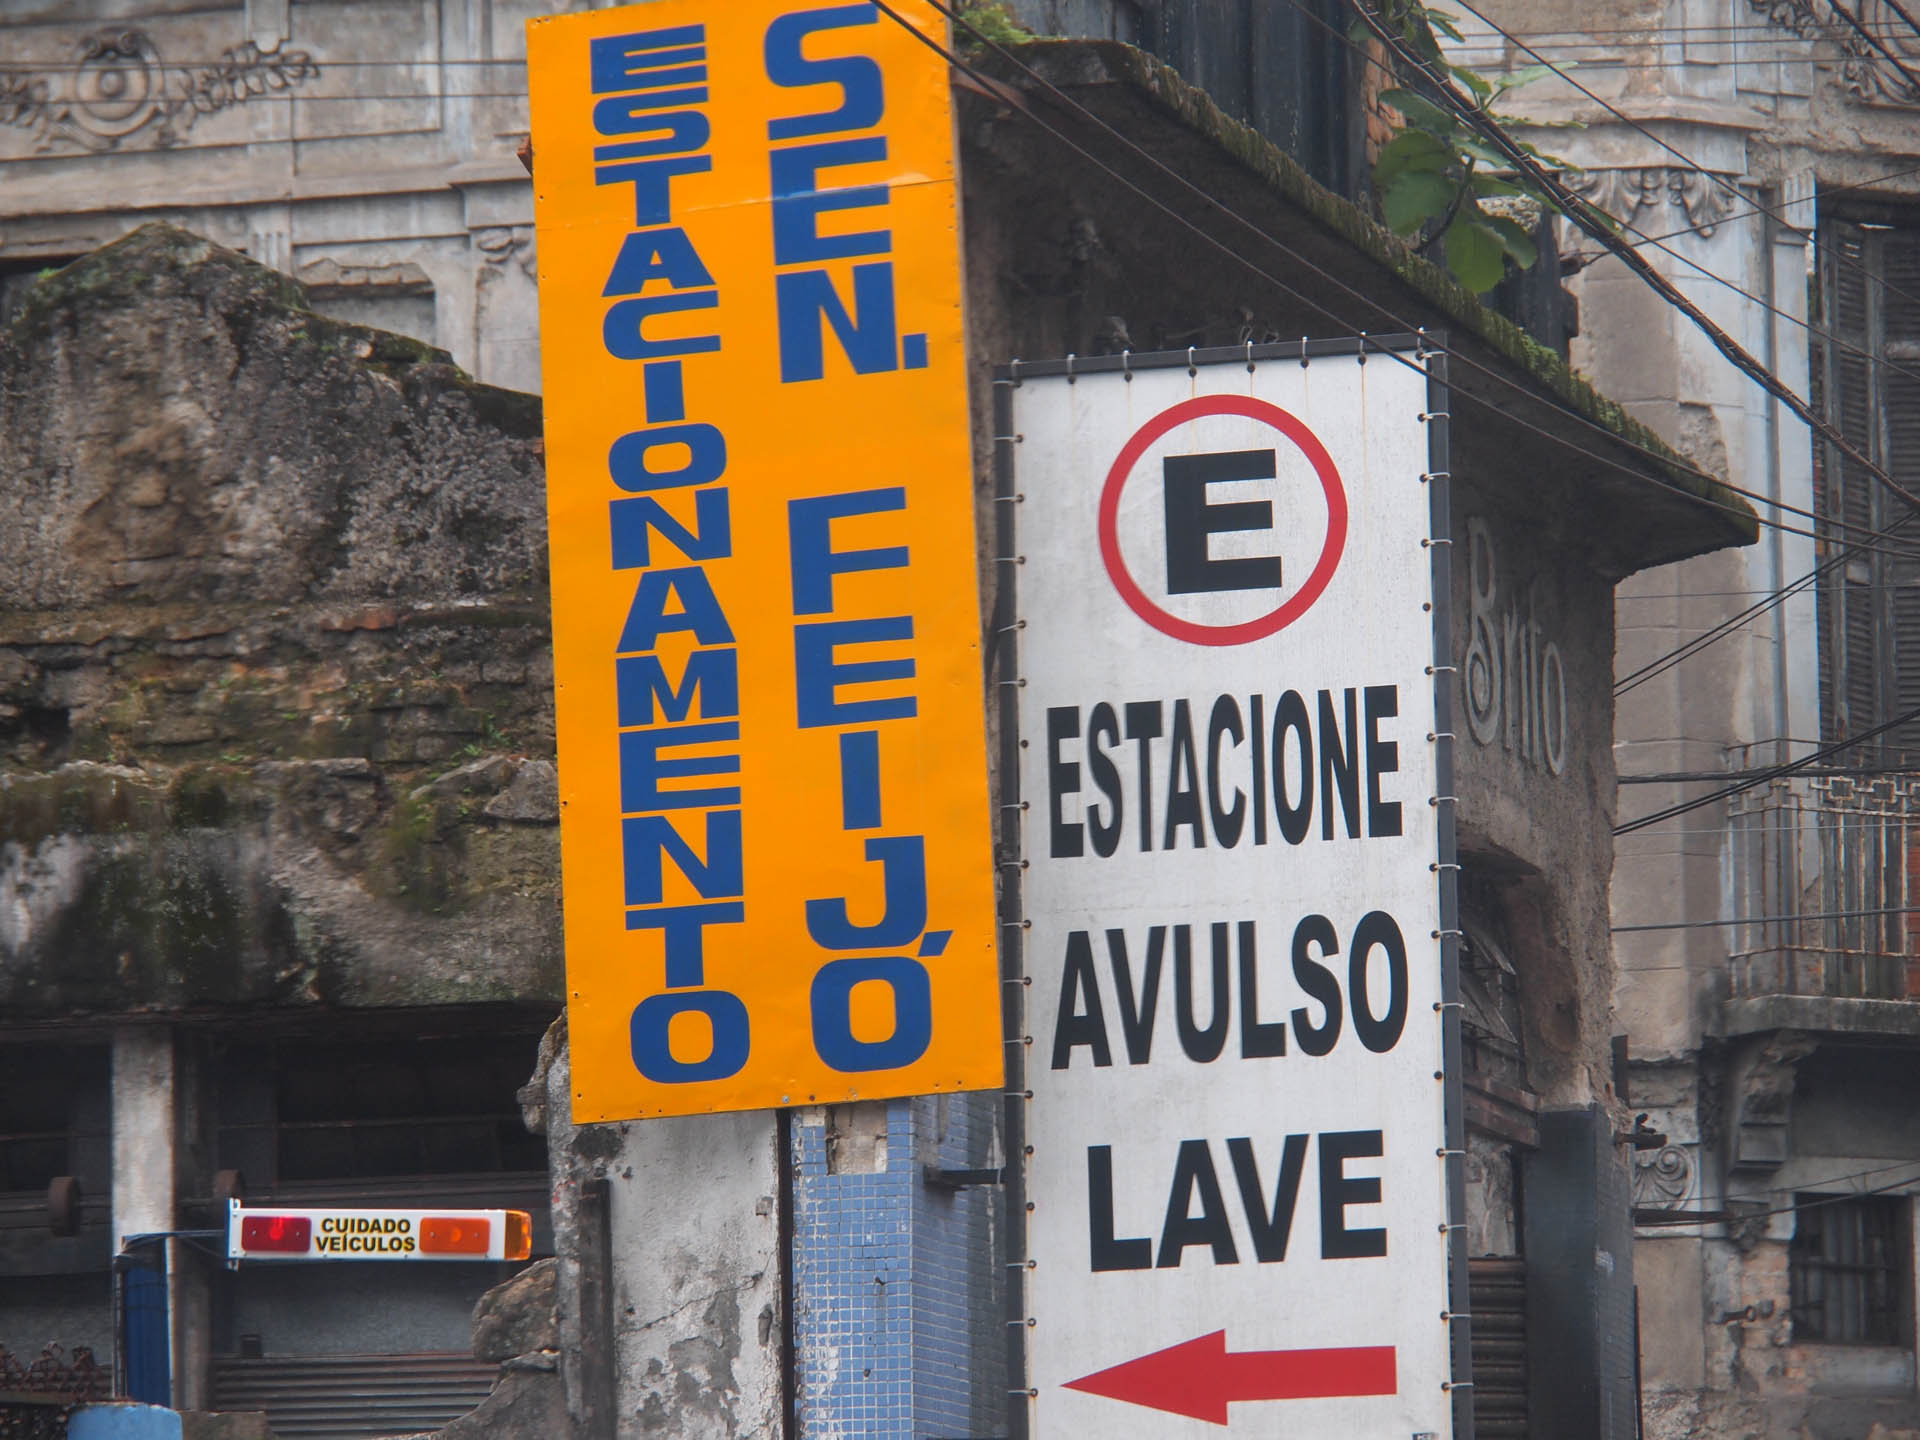 ESTACIONAMENTO
SEN. FEIJÓ
E
ESTACIONE
AVULSO
LAVE
Brito
CUIDADO
VEÍCULOS